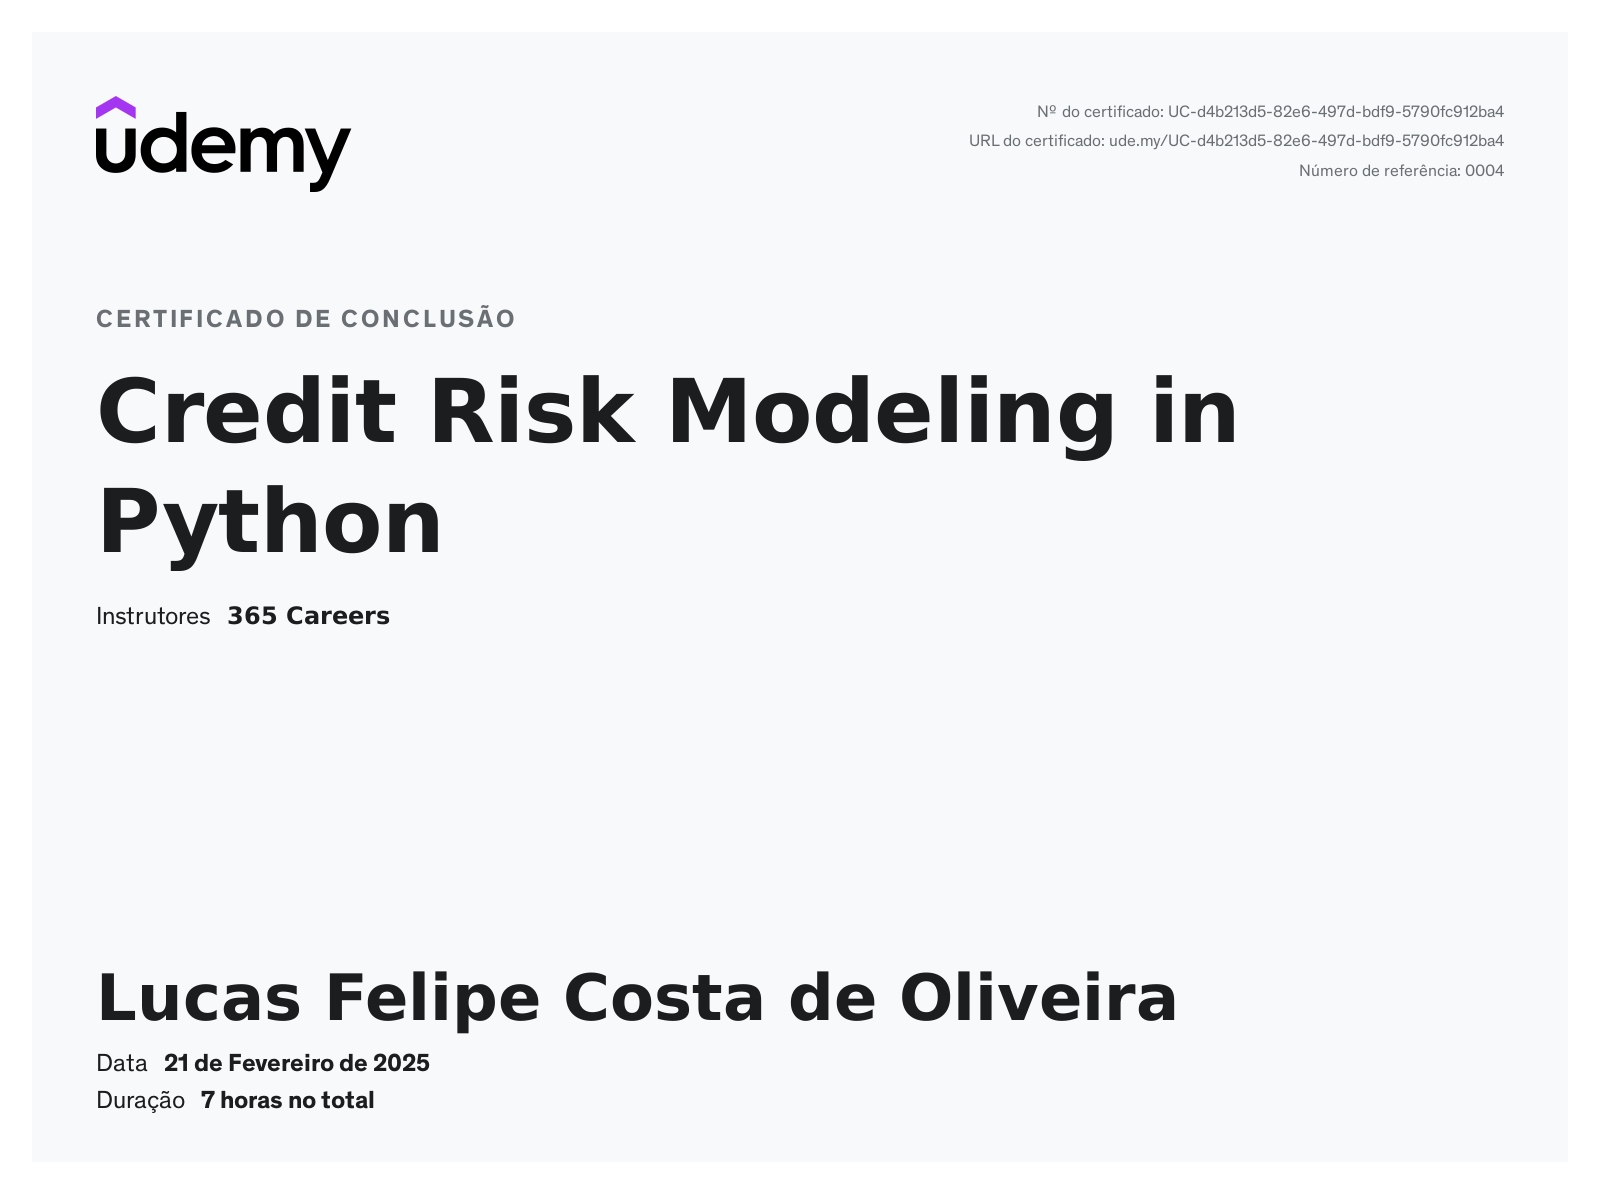 udemy
Nº do certificado: UC-d4b213d5-82e6-497d-bdf9-5790fc912ba4
URL do certificado: ude.my/UC-d4b213d5-82e6-497d-bdf9-5790fc912ba4
Número de referência: 0004
CERTIFICADO DE CONCLUSÃO
Credit Risk Modeling in
Python
Instrutores 365 Careers
Lucas Felipe Costa de Oliveira
Data 21 de Fevereiro de 2025
Duração 7 horas no total